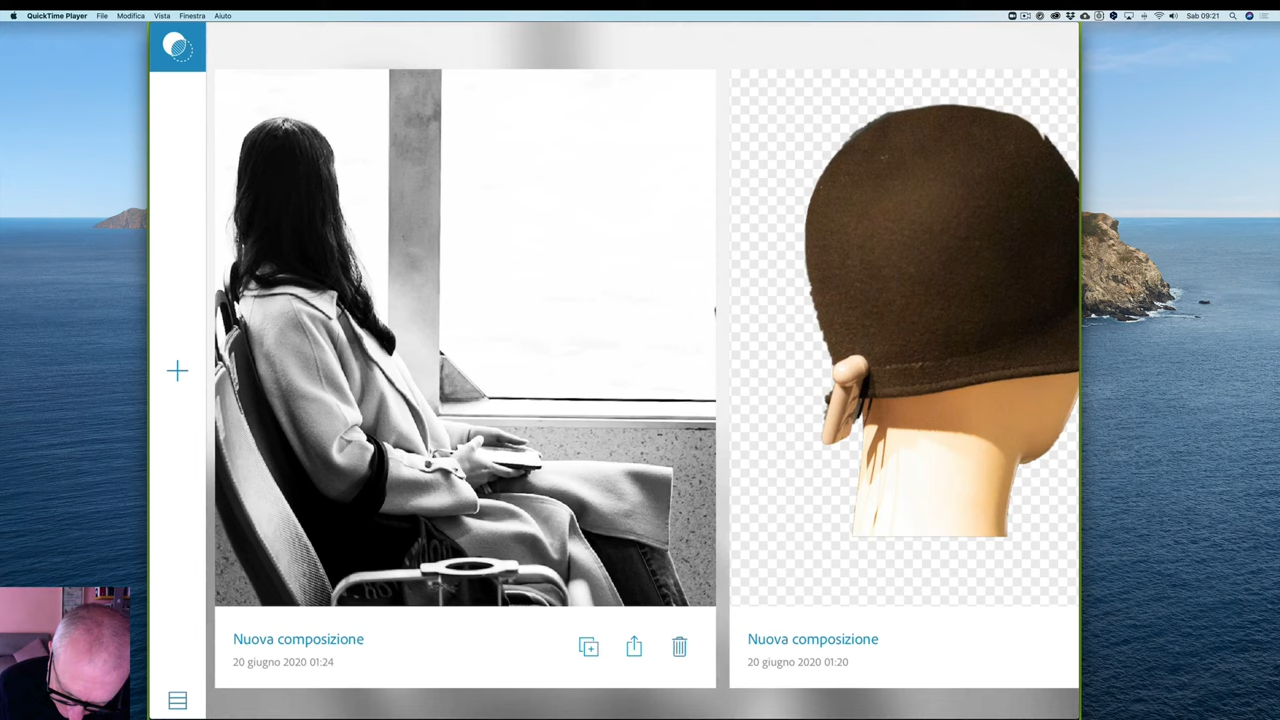 QuickTime Player File Modifica Vista Finestra Aiuto Sab 09:21
Nuova composizione
20 giugno 2020 01:24
Nuova composizione
20 giugno 2020 01:20